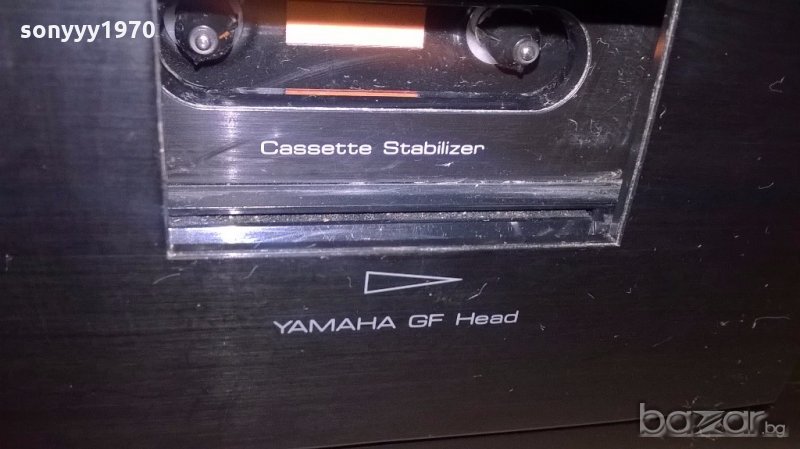 sonyyy1970
Cassette Stabilizer
YAMAHA GF Head
bazar.bg